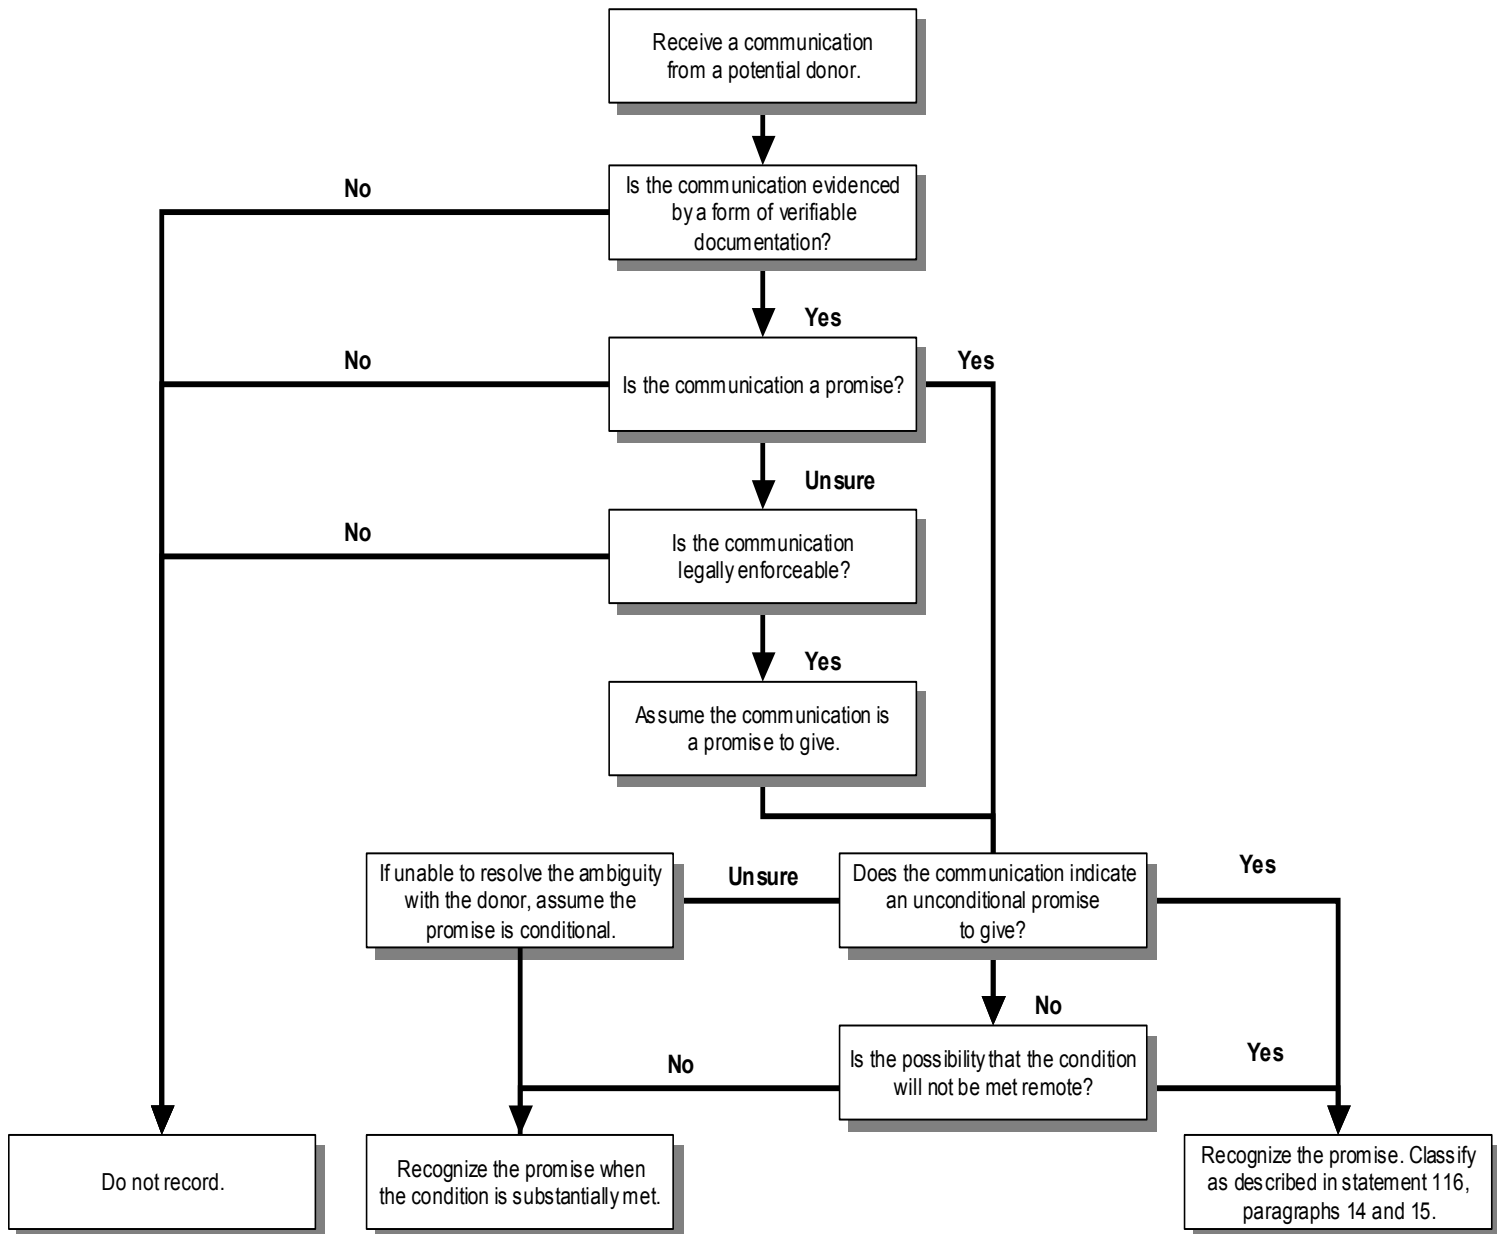 Receive a communication
from a potential donor.
No
Is the communication evidenced
by a form of verifiable
documentation?
Yes
No
Is the communication a promise?
Yes
Unsure
No
Is the communication
legally enforceable?
Yes
Assume the communication is
a promise to give.
If unable to resolve the ambiguity
with the donor, assume the
promise is conditional.
Unsure
Does the communication indicate
an unconditional promise
to give?
Yes
No
No
Is the possibility that the condition
will not be met remote?
Yes
Do not record.
Recognize the promise when
the condition is substantially met.
Recognize the promise. Classify
as described in statement 116,
paragraphs 14 and 15.